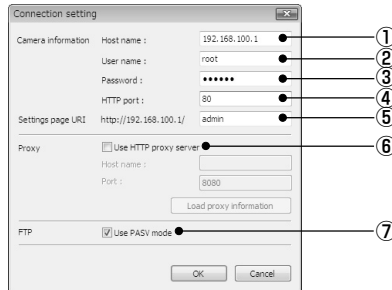 Connection setting
Camera information Host name : 192.168.100.1 ①
User name : root ②
Password : •••••• ③
HTTP port : 80 ④
Settings page URI http://192.168.100.1/ admin ⑤
Proxy Use HTTP proxy server ⑥
Host name :
Port : 8080
Load proxy information
FTP Use PASV mode ⑦
OK Cancel